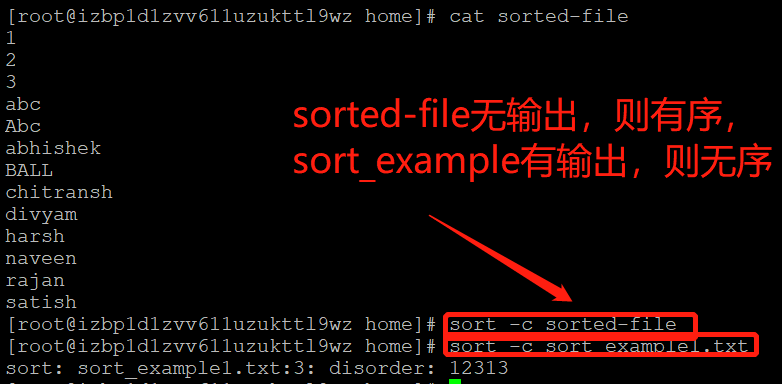 [root@izbp1d1zvv611uzukttl9wz home]# cat sorted-file
1
2
3
abc
Abc
abhishek
BALL
chitransh
divyam
harsh
naveen
rajan
satish
sorted-file无输出，则有序，
sort_example有输出，则无序
[root@izbp1d1zvv611uzukttl9wz home]# sort -c sorted-file
[root@izbp1d1zvv611uzukttl9wz home]# sort -c sort_example1.txt
sort: sort_example1.txt:3: disorder: 12313